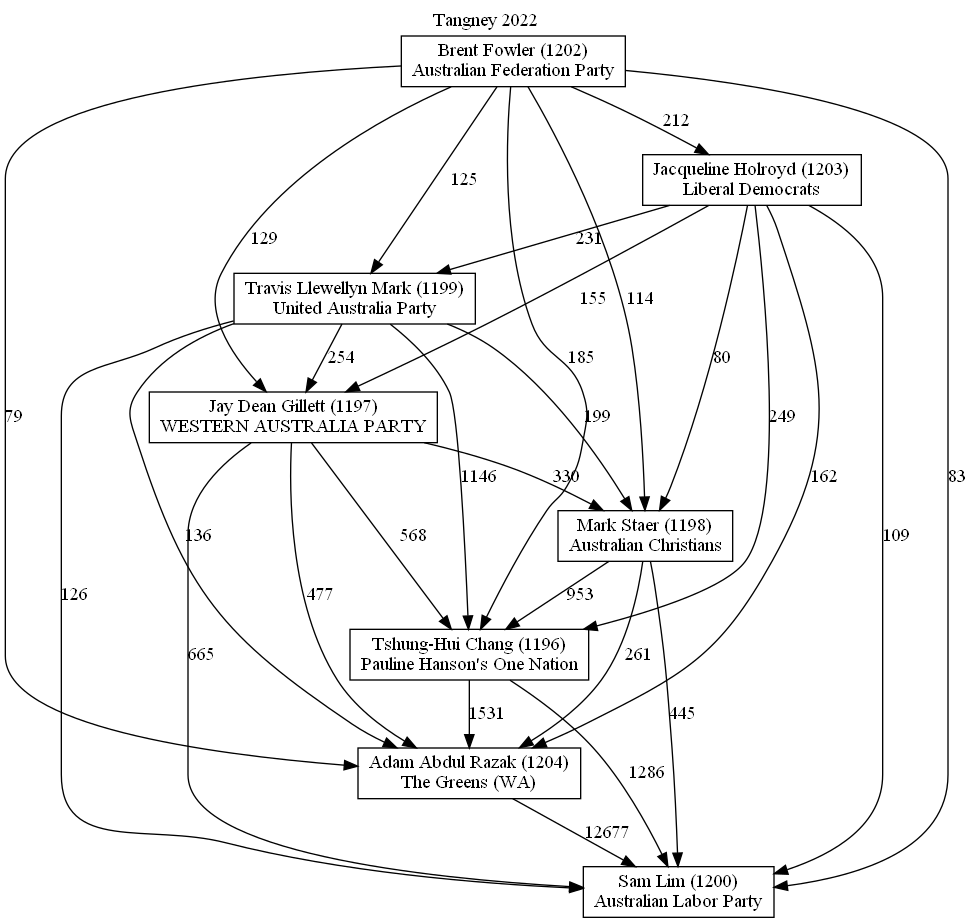 Tangney 2022
Brent Fowler (1202)
Australian Federation Party
212
Jacqueline Holroyd (1203)
Liberal Democrats
125
129
231
Travis Llewellyn Mark (1199)
United Australia Party
155
114
254
185
80
Jay Dean Gillett (1197)
WESTERN AUSTRALIA PARTY
79
199
249
1146
330
162
83
Mark Staer (1198)
Australian Christians
136
568
109
126
477
953
Tshung-Hui Chang (1196)
Pauline Hanson's One Nation
665
261
1531
445
Adam Abdul Razak (1204)
The Greens (WA)
1286
12677
Sam Lim (1200)
Australian Labor Party